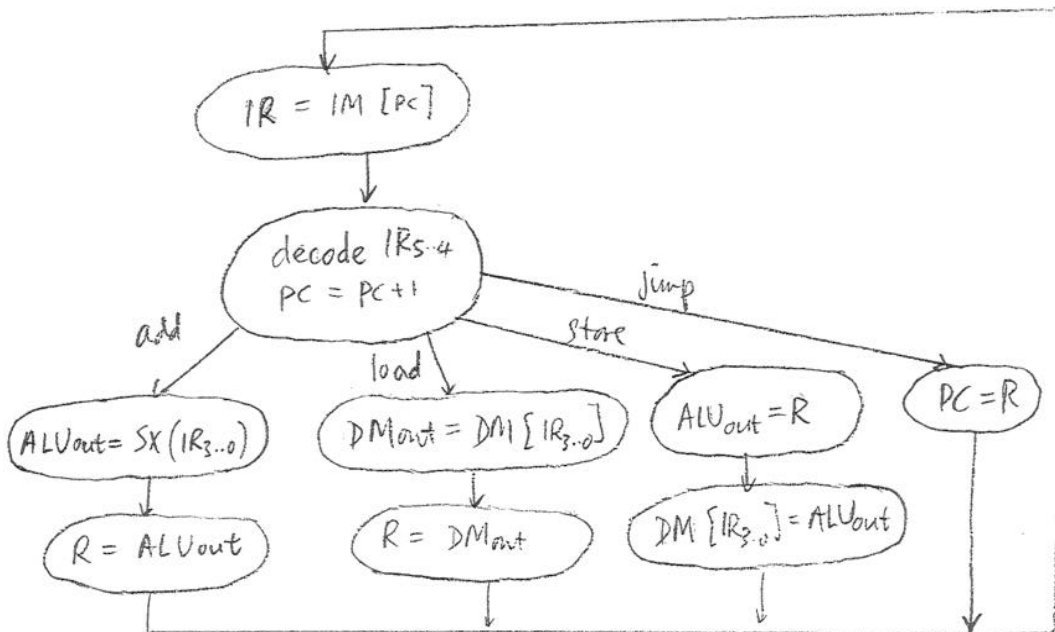 IR = IM [PC]
decode IR5..4
PC = PC+1
add
load
store
jump
ALUout = SX(IR3..0)
DMout = DM[IR3..0]
ALUout = R
PC = R
R = ALUout
R = DMout
DM[IR3..0] = ALUout